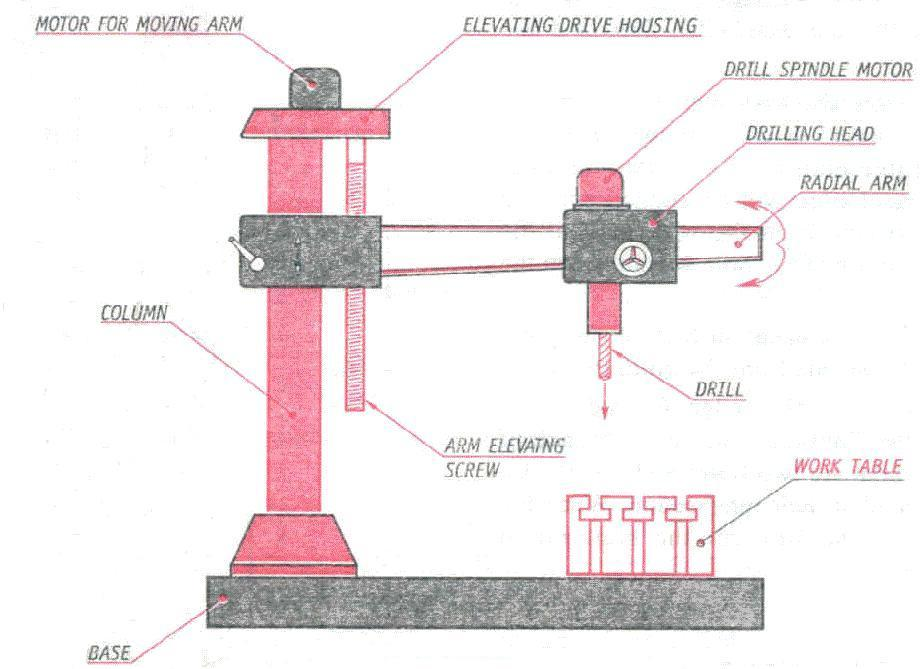 MOTOR FOR MOVING ARM
ELEVATING DRIVE HOUSING
DRILL SPINDLE MOTOR
DRILLING HEAD
RADIAL ARM
COLUMN
DRILL
ARM ELEVATNG
SCREW
WORK TABLE
BASE